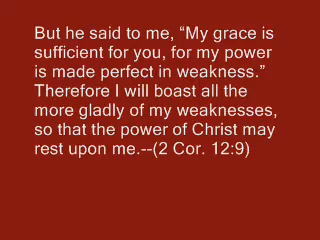 But he said to me, “My grace is
sufficient for you, for my power
is made perfect in weakness.”
Therefore I will boast all the
more gladly of my weaknesses,
so that the power of Christ may
rest upon me.--(2 Cor. 12:9)